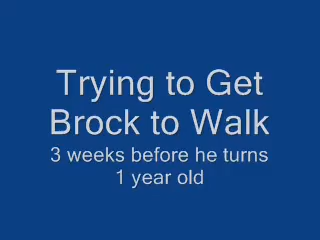 Trying to Get
Brock to Walk
3 weeks before he turns
1 year old